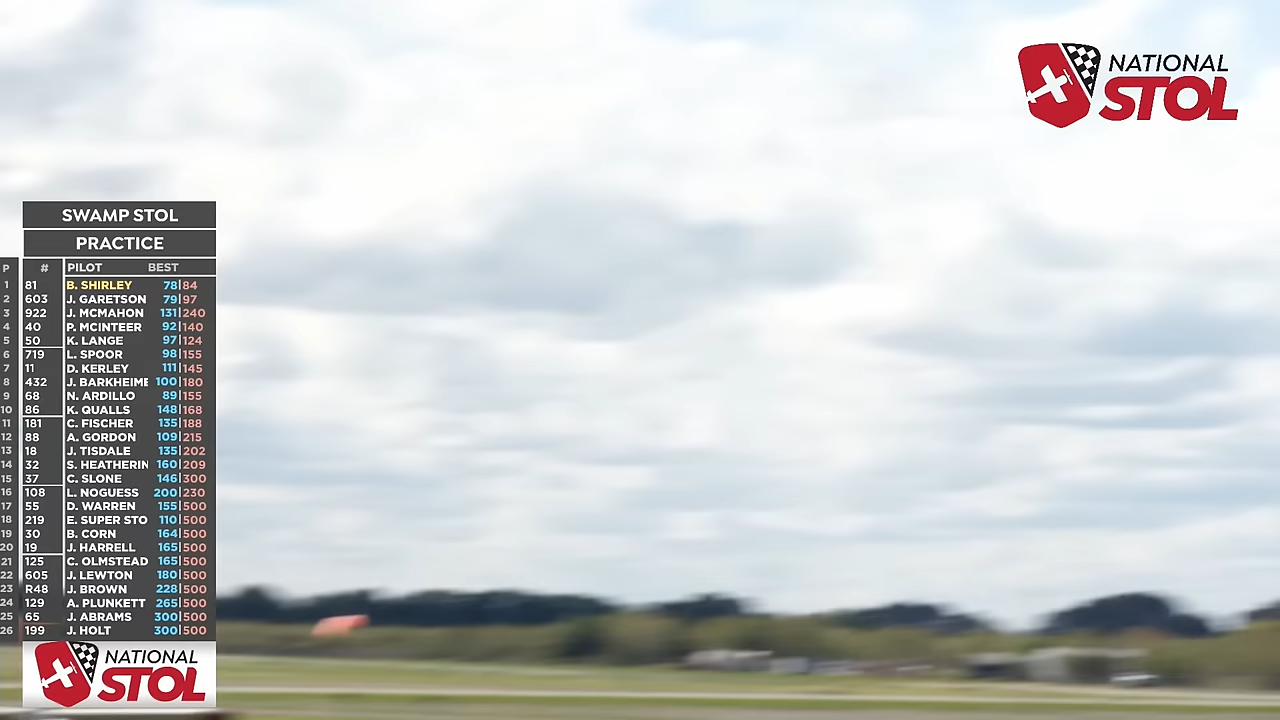 NATIONAL
STOL
SWAMP STOL
PRACTICE
P # PILOT BEST
1 81 B. SHIRLEY 78|84
2 603 J. GARETSON 79|97
3 922 J. MCMAHON 131|240
4 40 P. MCINTEER 92|140
5 50 K. LANGE 97|124
6 719 L. SPOOR 98|155
7 11 D. KERLEY 111|145
8 432 J. BARKHEIME 100|180
9 68 N. ARDILLO 89|155
10 86 K. QUALLS 148|168
11 181 C. FISCHER 135|188
12 88 A. GORDON 109|215
13 18 J. TISDALE 135|202
14 32 S. HEATHERIN 160|209
15 37 C. SLONE 146|300
16 108 L. NOGUESS 200|230
17 55 D. WARREN 155|500
18 219 E. SUPER STO 110|500
19 30 B. CORN 164|500
20 19 J. HARRELL 165|500
21 125 C. OLMSTEAD 165|500
22 605 J. LEWTON 180|500
23 R48 J. BROWN 228|500
24 129 A. PLUNKETT 265|500
25 65 J. ABRAMS 300|500
26 199 J. HOLT 300|500
NATIONAL
STOL